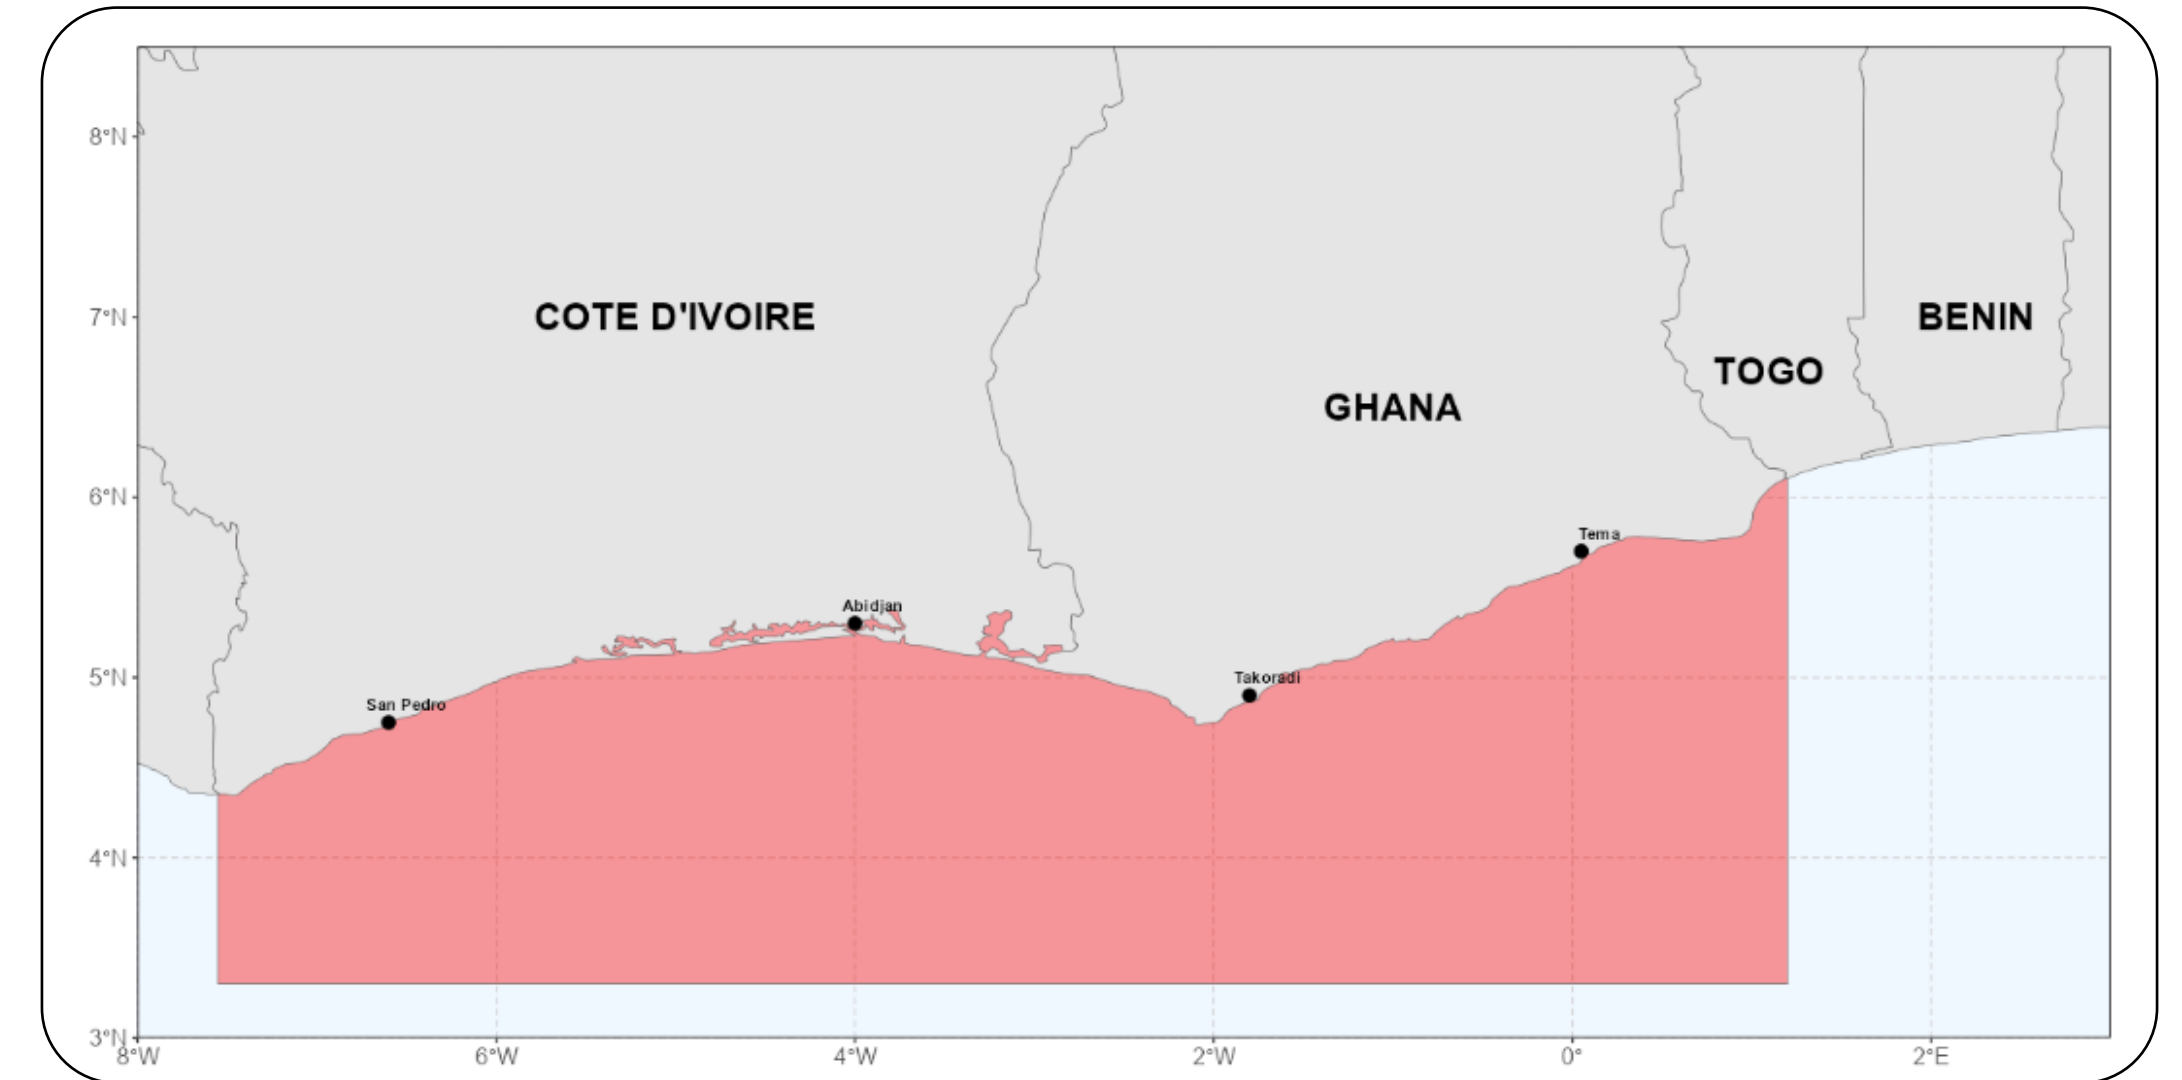 8°N
7°N
6°N
5°N
4°N
3°N
COTE D'IVOIRE
BENIN
TOGO
GHANA
Tema
Abidjan
Takoradi
San Pedro
8°W
6°W
4°W
2°W
0°
2°E